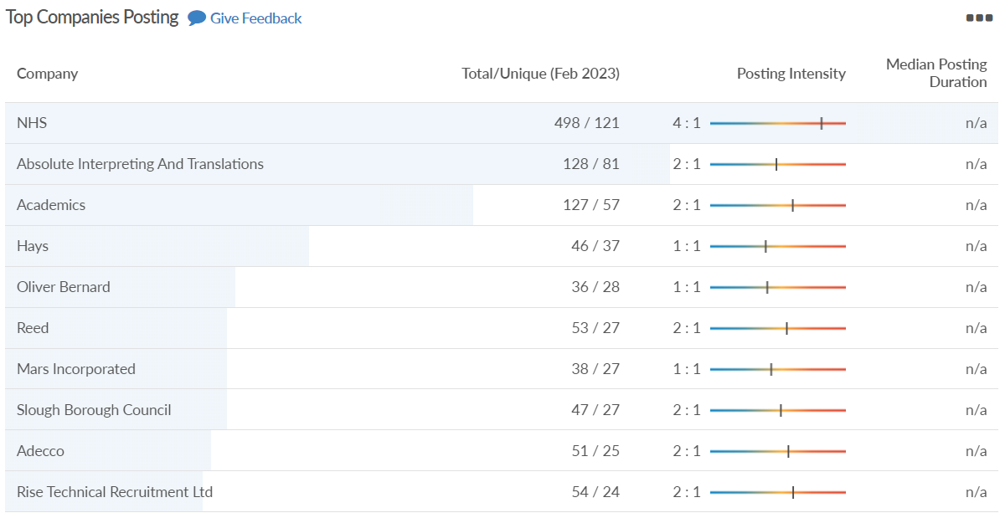 Top Companies Posting Give Feedback
Company Total/Unique (Feb 2023) Posting Intensity Median Posting
Duration
NHS 498 / 121 4 : 1 n/a
Absolute Interpreting And Translations 128 / 81 2 : 1 n/a
Academics 127 / 57 2 : 1 n/a
Hays 46 / 37 1 : 1 n/a
Oliver Bernard 36 / 28 1 : 1 n/a
Reed 53 / 27 2 : 1 n/a
Mars Incorporated 38 / 27 1 : 1 n/a
Slough Borough Council 47 / 27 2 : 1 n/a
Adecco 51 / 25 2 : 1 n/a
Rise Technical Recruitment Ltd 54 / 24 2 : 1 n/a